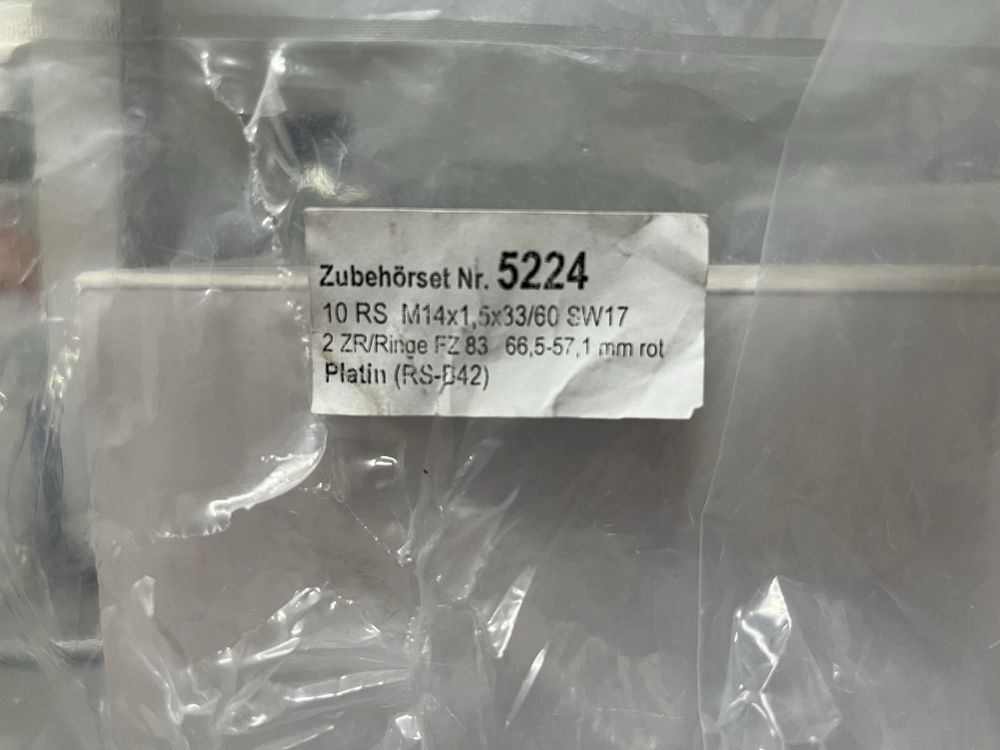 Zubehörset Nr. 5224
10 RS M14x1,5x33/60 SW17
2 ZR/Ringe FZ 83 66,5-57,1 mm rot
Platin (RS-B42)